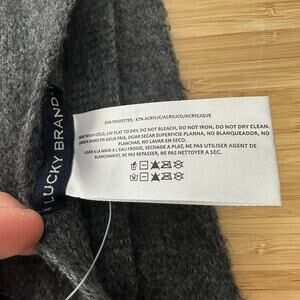 LUCKY BRAND
53% POLYESTER, 47% ACRYLIC/ACRILICO/ACRYLIQUE
HAND WASH COLD, LAY FLAT TO DRY, DO NOT BLEACH, DO NOT IRON, DO NOT DRY CLEAN.
LAVAR A MANO EN AGUA FRIA, DEJAR SECAR SUPERFICIE PLANA, NO BLANQUEADOR, NO
PLANCHAR, NO LAVAR EN SECO.
LAVER A LA MAIN A L'EAU FROIDE, SECHAGE A PLAT, NE PAS UTILISER AGENT DE
BLANCHIMENT, NE PAS REPASSER, NE PAS NETTOYER A SEC